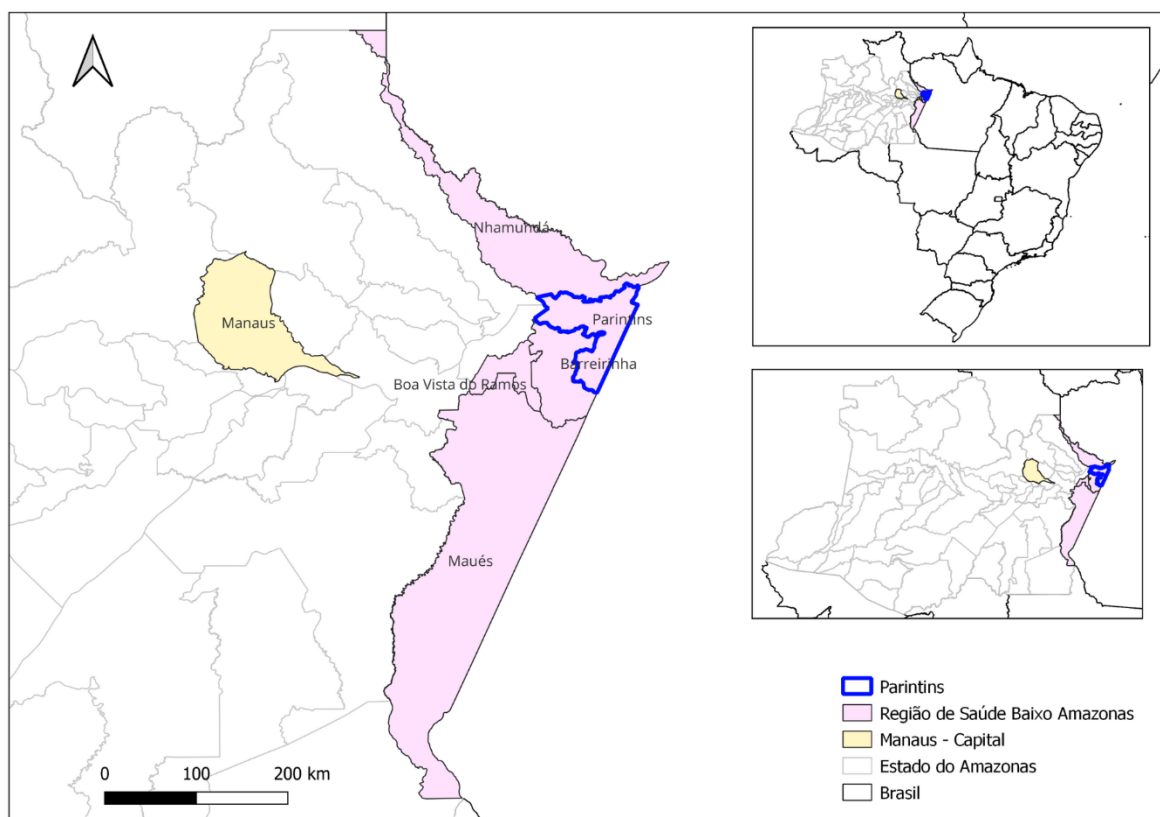 Nhamundá
Manaus
Parintins
Barreirinha
Boa Vista do Ramos
Maués
0 100 200 km
Parintins
Região de Saúde Baixo Amazonas
Manaus - Capital
Estado do Amazonas
Brasil